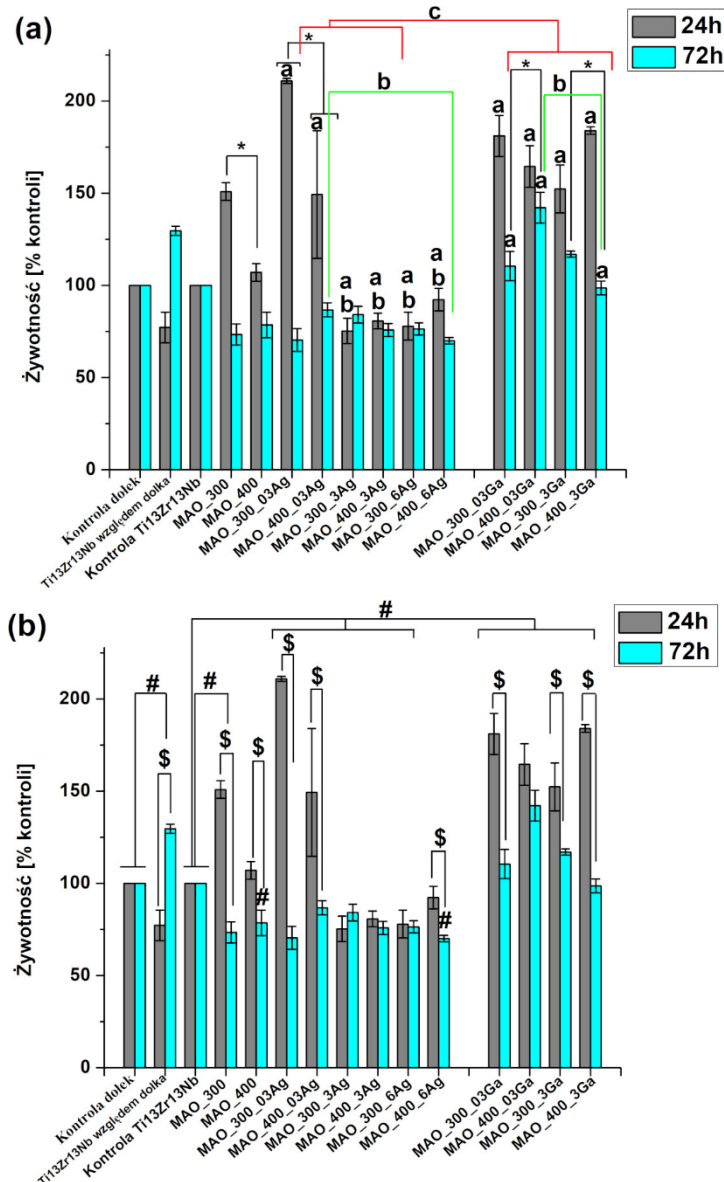 (a)
c
24h
72h
Żywotność [% kontroli]
200
150
100
50
0
*
a
*
a
b
a
b
a
b
a
b
a
b
a
a
a
*
a
a
*
b
a
a
Kontrola dołek
Ti13Zr13Nb względem dołka
Kontrola Ti13Zr13Nb
MAO_300
MAO_400
MAO_300_03Ag
MAO_400_03Ag
MAO_300_3Ag
MAO_400_3Ag
MAO_300_6Ag
MAO_400_6Ag
MAO_300_03Ga
MAO_400_03Ga
MAO_300_3Ga
MAO_400_3Ga
(b)
#
24h
72h
Żywotność [% kontroli]
200
150
100
50
0
#
$
#
$
$
#
$
$
$
#
$
$
$
Kontrola dołek
Ti13Zr13Nb względem dołka
Kontrola Ti13Zr13Nb
MAO_300
MAO_400
MAO_300_03Ag
MAO_400_03Ag
MAO_300_3Ag
MAO_400_3Ag
MAO_300_6Ag
MAO_400_6Ag
MAO_300_03Ga
MAO_400_03Ga
MAO_300_3Ga
MAO_400_3Ga